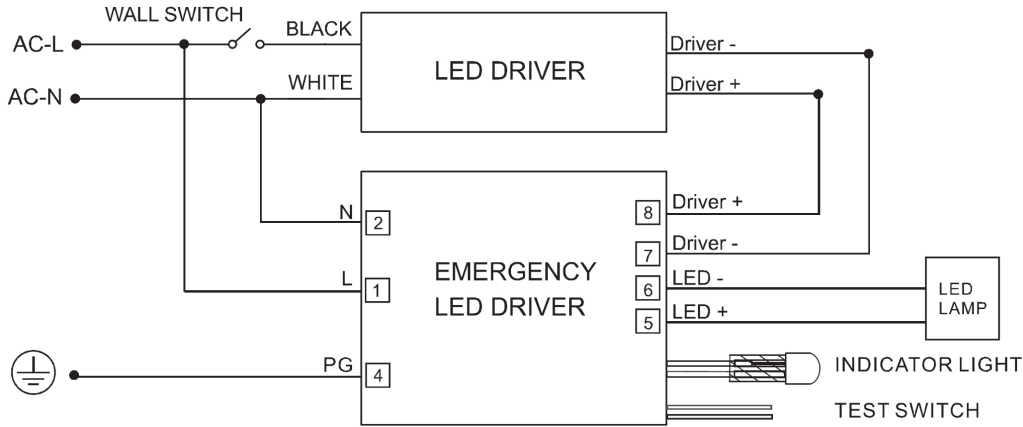 WALL SWITCH
AC-L
BLACK
AC-N
WHITE
LED DRIVER
Driver -
Driver +
N
2
L
1
PG
4
EMERGENCY
LED DRIVER
8
Driver +
7
Driver -
6
LED -
5
LED +
LED
LAMP
INDICATOR LIGHT
TEST SWITCH